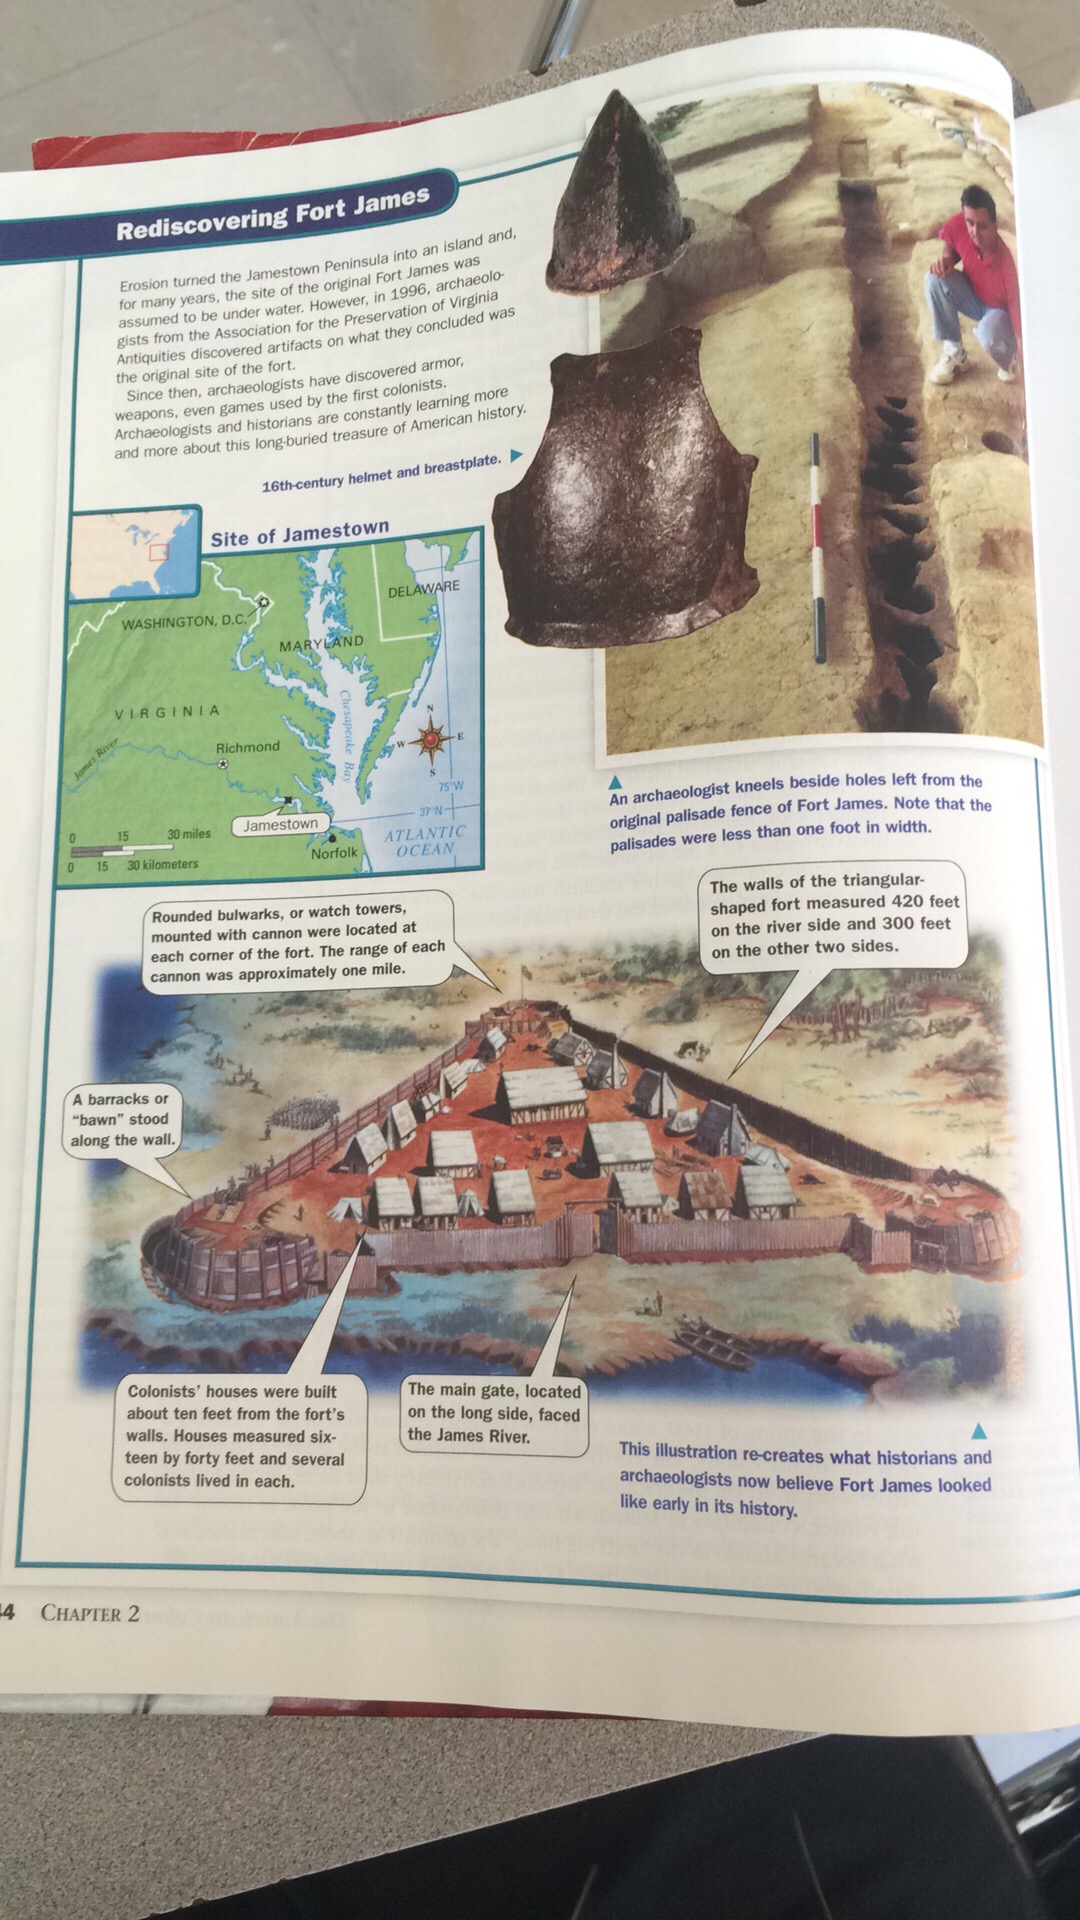 Rediscovering Fort James
Erosion turned the Jamestown Peninsula into an island and,
for many years, the site of the original Fort James was
assumed to be under water. However, in 1996, archaeolo-
gists from the Association for the Preservation of Virginia
Antiquities discovered artifacts on what they concluded was
the original site of the fort.
Since then, archaeologists have discovered armor,
weapons, even games used by the first colonists.
Archaeologists and historians are constantly learning more
and more about this long-buried treasure of American history.
16th-century helmet and breastplate.
Site of Jamestown
DELAWARE
WASHINGTON, D.C.
MARYLAND
VIRGINIA
Chesapeake Bay
N
W
E
S
James River
Richmond
75°W
37°N
Jamestown
ATLANTIC
OCEAN
Norfolk
0 15 30 miles
0 15 30 kilometers
An archaeologist kneels beside holes left from the
original palisade fence of Fort James. Note that the
palisades were less than one foot in width.
Rounded bulwarks, or watch towers,
mounted with cannon were located at
each corner of the fort. The range of each
cannon was approximately one mile.
The walls of the triangular-
shaped fort measured 420 feet
on the river side and 300 feet
on the other two sides.
A barracks or
"bawn" stood
along the wall.
Colonists' houses were built
about ten feet from the fort's
walls. Houses measured six-
teen by forty feet and several
colonists lived in each.
The main gate, located
on the long side, faced
the James River.
This illustration re-creates what historians and
archaeologists now believe Fort James looked
like early in its history.
CHAPTER 2